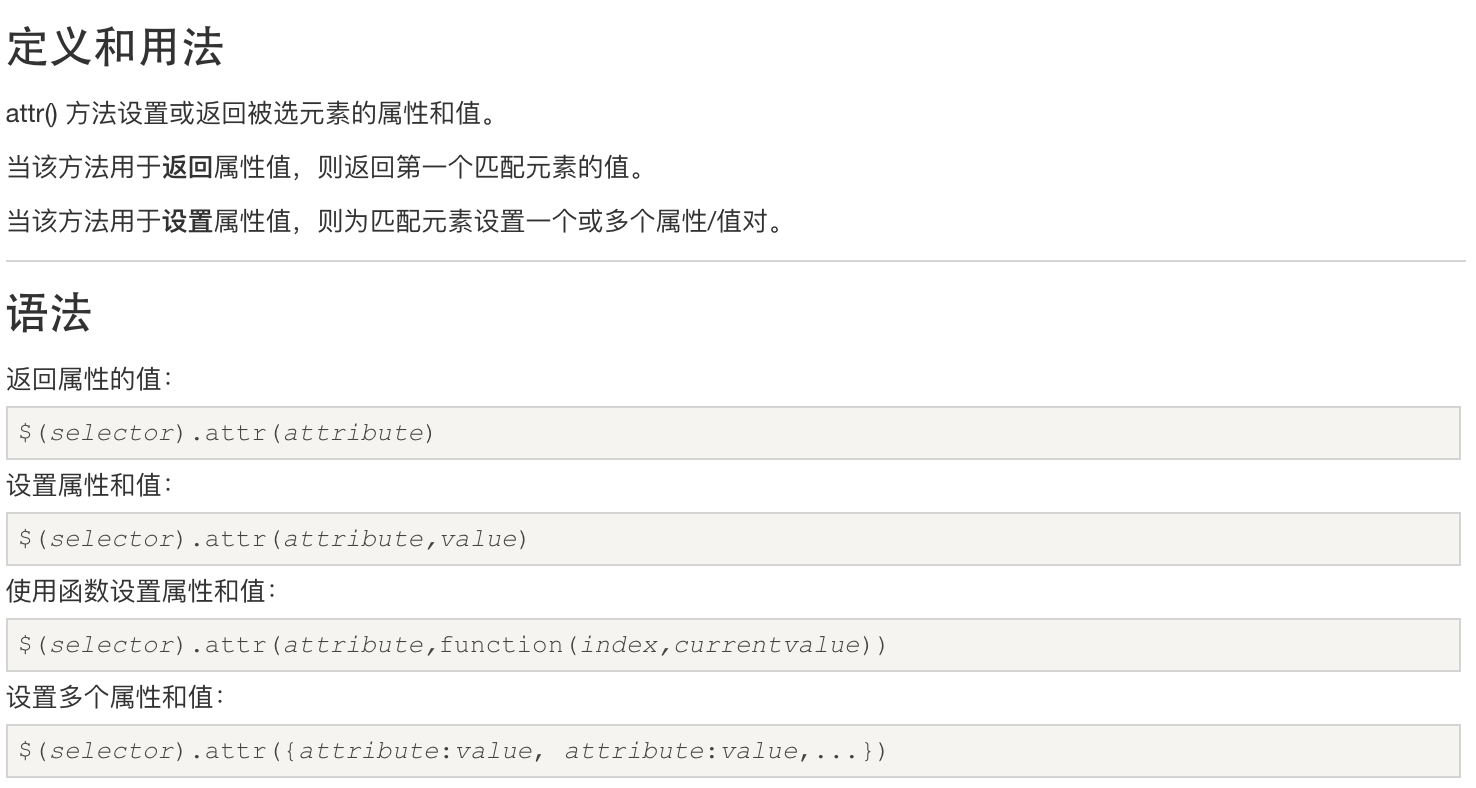 定义和用法
attr() 方法设置或返回被选元素的属性和值。
当该方法用于返回属性值，则返回第一个匹配元素的值。
当该方法用于设置属性值，则为匹配元素设置一个或多个属性/值对。
语法
返回属性的值：
$(selector).attr(attribute)
设置属性和值：
$(selector).attr(attribute,value)
使用函数设置属性和值：
$(selector).attr(attribute,function(index,currentvalue))
设置多个属性和值：
$(selector).attr({attribute:value, attribute:value,...})